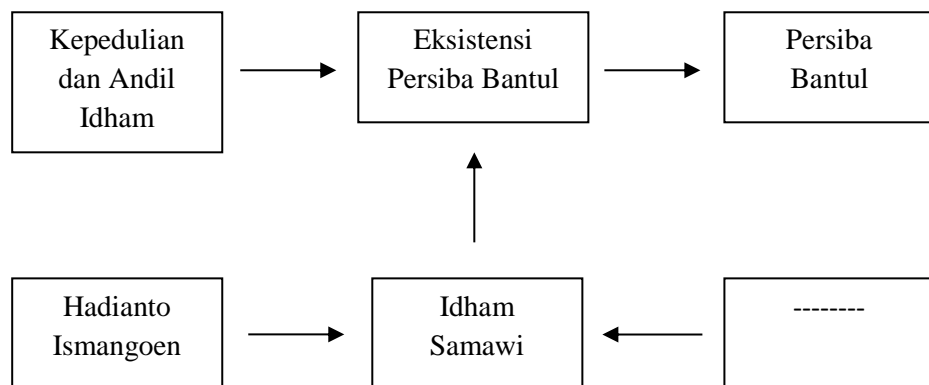 Kepedulian
dan Andil
Idham
Eksistensi
Persiba Bantul
Persiba
Bantul
Hadianto
Ismangoen
Idham
Samawi
--------